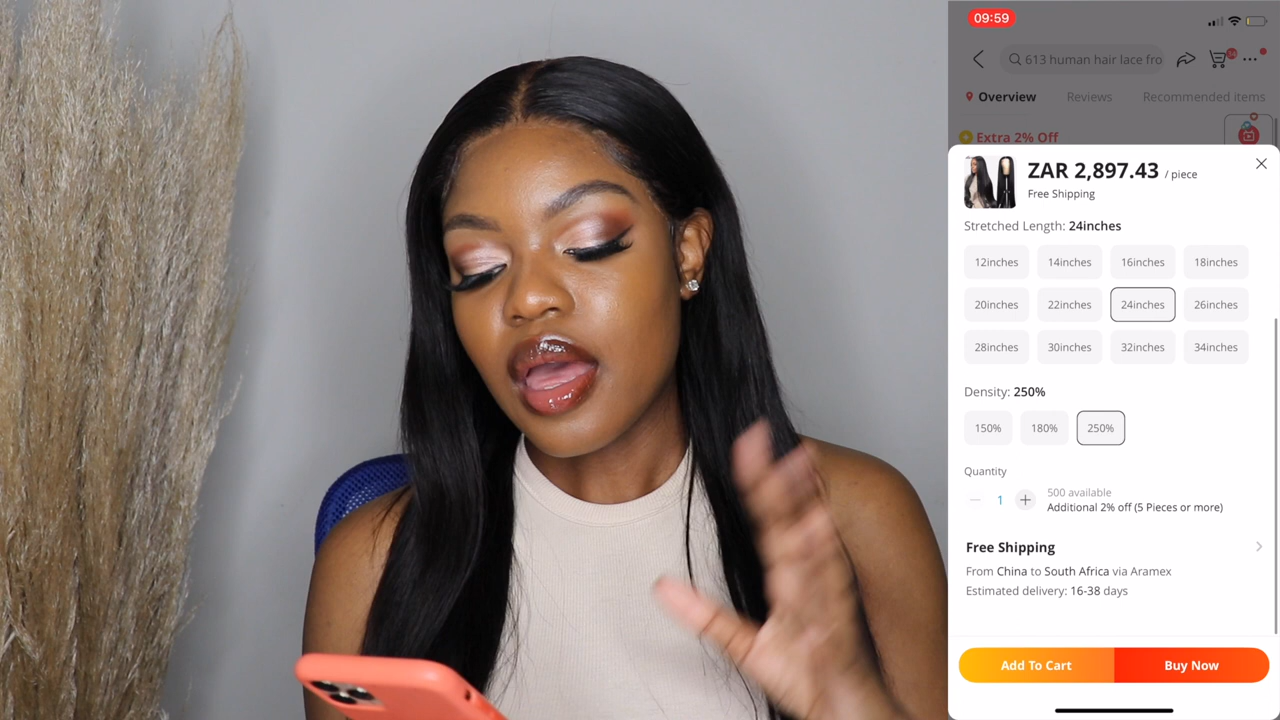 09:59
613 human hair lace fro
Overview Reviews Recommended items
Extra 2% Off
ZAR 2,897.43 / piece
Free Shipping
Stretched Length: 24inches
12inches 14inches 16inches 18inches
20inches 22inches 24inches 26inches
28inches 30inches 32inches 34inches
Density: 250%
150% 180% 250%
Quantity
1
500 available
Additional 2% off (5 Pieces or more)
Free Shipping
From China to South Africa via Aramex
Estimated delivery: 16-38 days
Add To Cart Buy Now